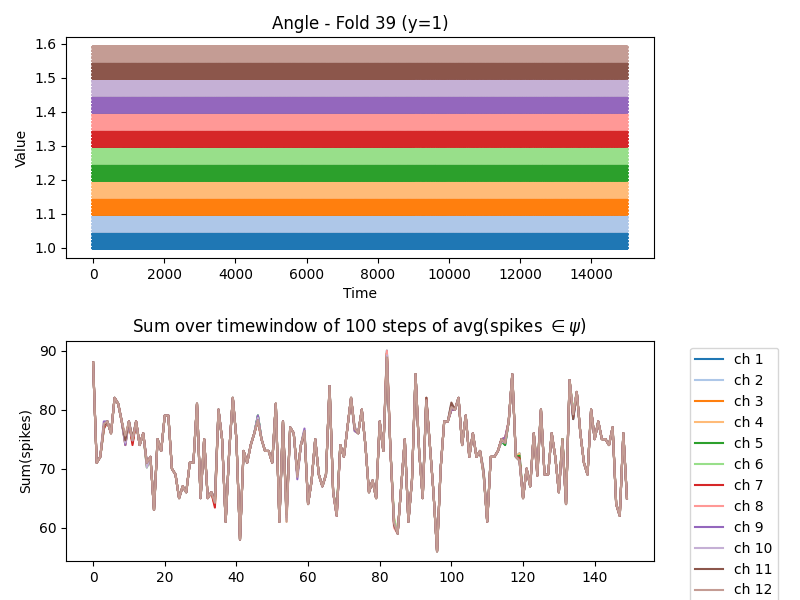 Angle - Fold 39 (y=1)
Value
1.6
1.5
1.4
1.3
1.2
1.1
1.0
0 2000 4000 6000 8000 10000 12000 14000
Time
Sum over timewindow of 100 steps of avg(spikes ∈ ψ)
Sum(spikes)
90
80
70
60
0 20 40 60 80 100 120 140
ch 1
ch 2
ch 3
ch 4
ch 5
ch 6
ch 7
ch 8
ch 9
ch 10
ch 11
ch 12